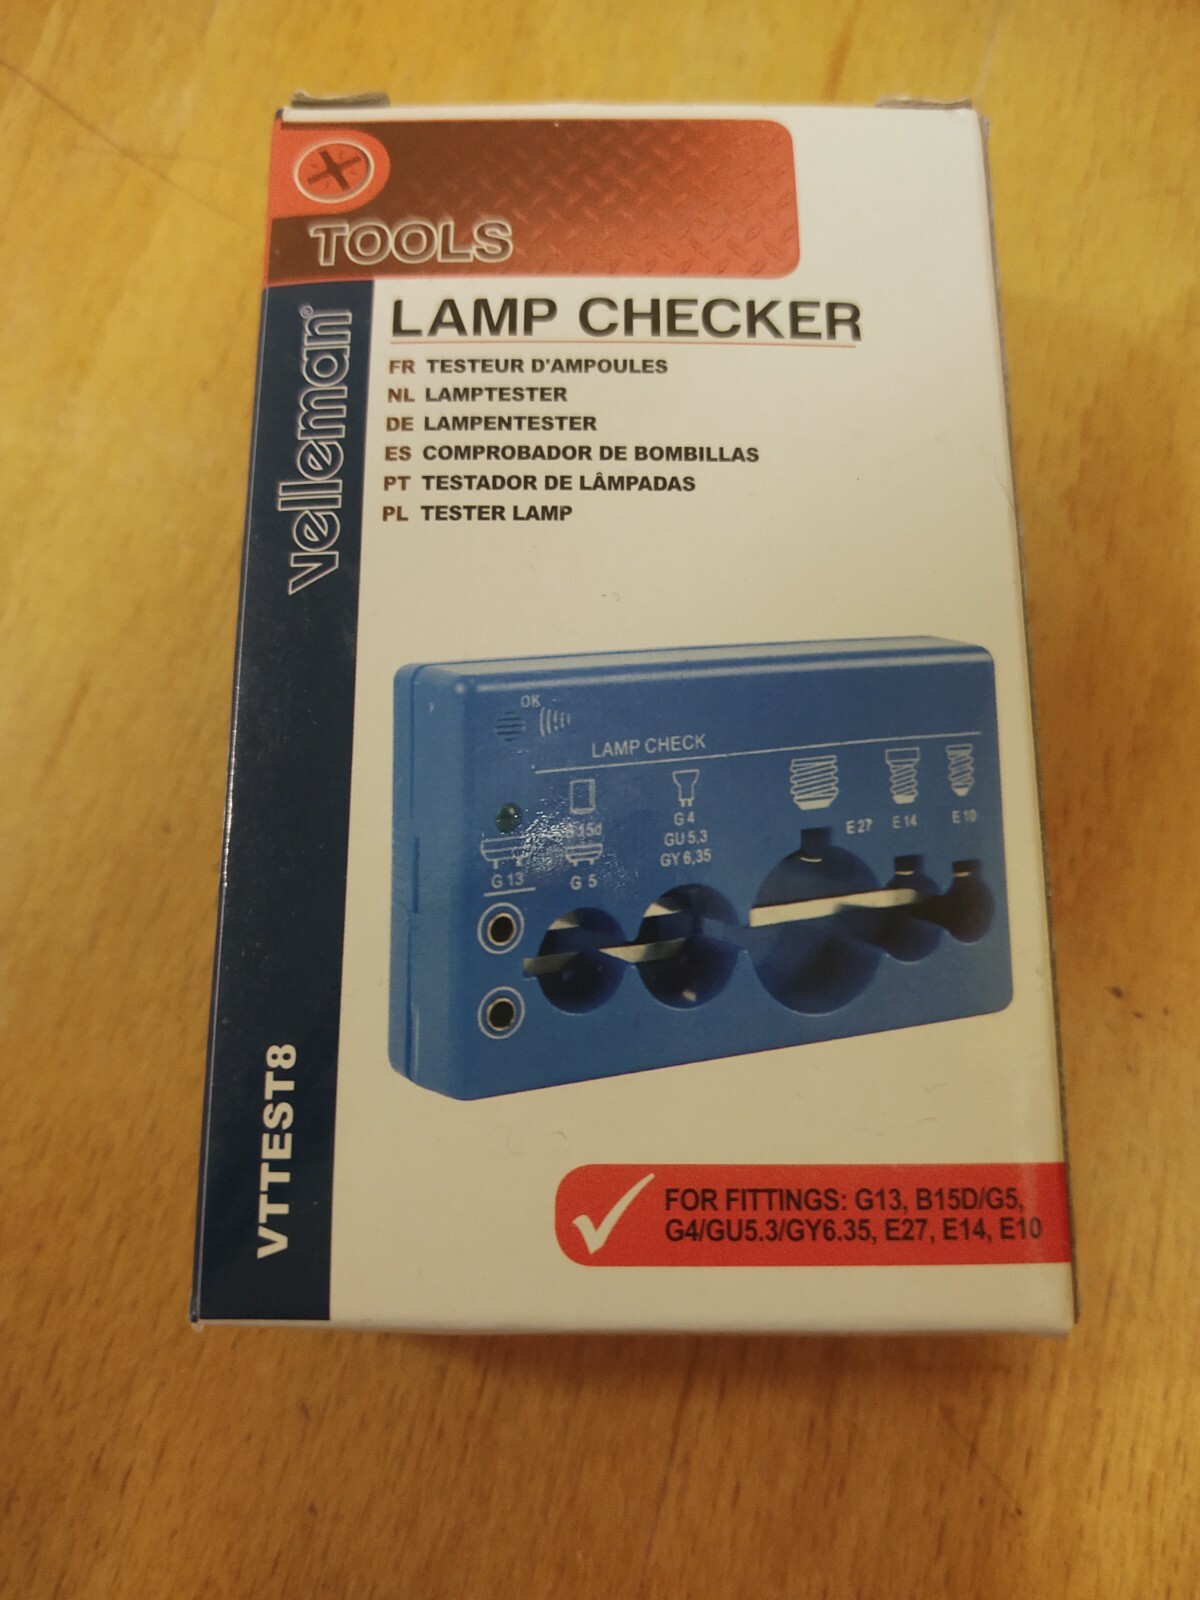 TOOLS
velleman®
LAMP CHECKER
FR TESTEUR D'AMPOULES
NL LAMPTESTER
DE LAMPENTESTER
ES COMPROBADOR DE BOMBILLAS
PT TESTADOR DE LÂMPADAS
PL TESTER LAMP
OK
LAMP CHECK
G 13
B 15d
G 5
G 4
GU 5,3
GY 6,35
E 27
E 14
E 10
VTTEST8
FOR FITTINGS: G13, B15D/G5,
G4/GU5.3/GY6.35, E27, E14, E10